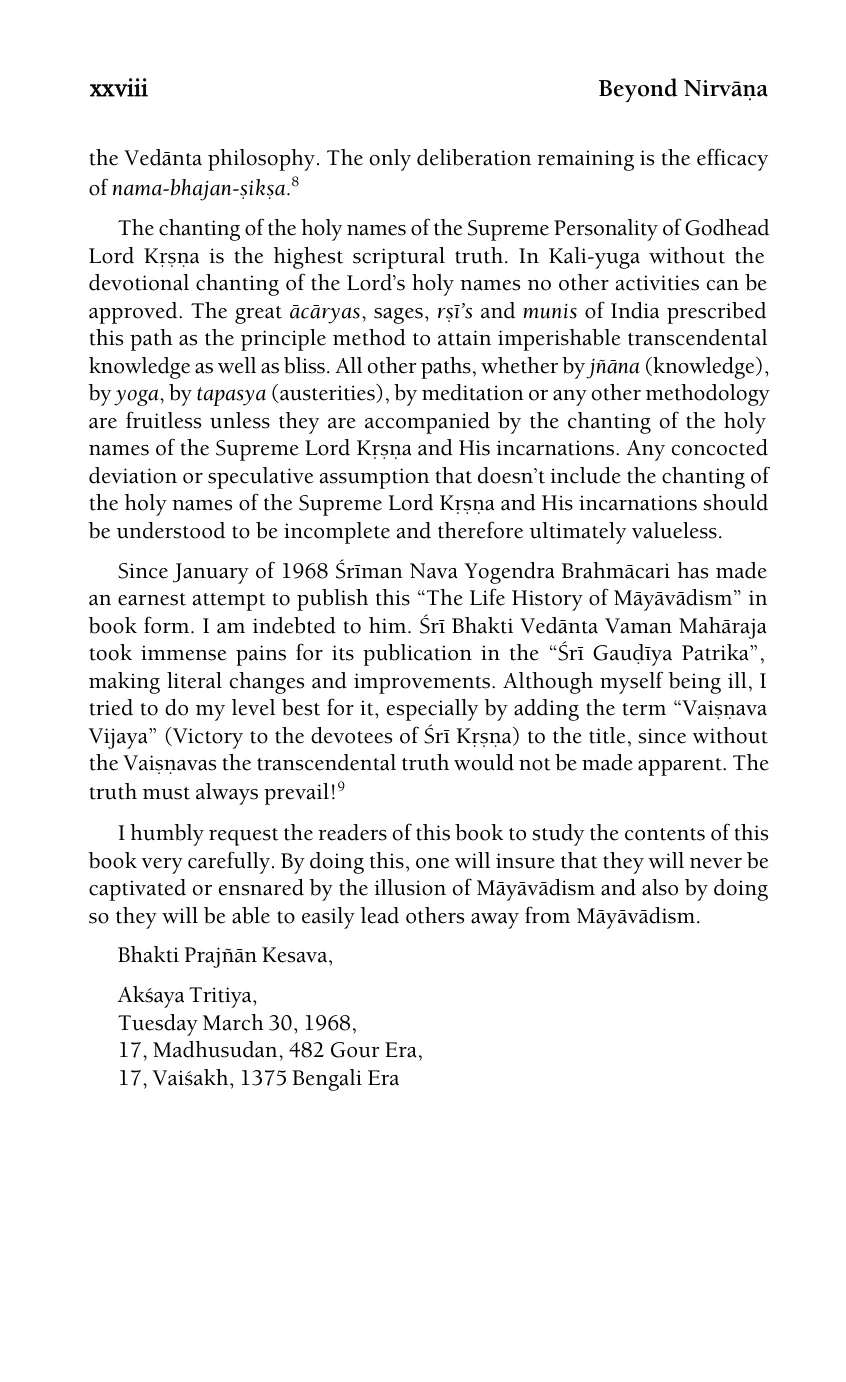 xxviii Beyond Nirvāṇa
the Vedānta philosophy. The only deliberation remaining is the efficacy
of nama-bhajan-ṣikṣa.8
The chanting of the holy names of the Supreme Personality of Godhead
Lord Kṛṣṇa is the highest scriptural truth. In Kali-yuga without the
devotional chanting of the Lord’s holy names no other activities can be
approved. The great ācāryas, sages, rṣī’s and munis of India prescribed
this path as the principle method to attain imperishable transcendental
knowledge as well as bliss. All other paths, whether by jñāna (knowledge),
by yoga, by tapasya (austerities), by meditation or any other methodology
are fruitless unless they are accompanied by the chanting of the holy
names of the Supreme Lord Kṛṣṇa and His incarnations. Any concocted
deviation or speculative assumption that doesn’t include the chanting of
the holy names of the Supreme Lord Kṛṣṇa and His incarnations should
be understood to be incomplete and therefore ultimately valueless.
Since January of 1968 Śrīman Nava Yogendra Brahmācari has made
an earnest attempt to publish this “The Life History of Māyāvādism” in
book form. I am indebted to him. Śrī Bhakti Vedānta Vaman Mahāraja
took immense pains for its publication in the “Śrī Gauḍīya Patrika”,
making literal changes and improvements. Although myself being ill, I
tried to do my level best for it, especially by adding the term “Vaiṣṇava
Vijaya” (Victory to the devotees of Śrī Kṛṣṇa) to the title, since without
the Vaiṣṇavas the transcendental truth would not be made apparent. The
truth must always prevail!9
I humbly request the readers of this book to study the contents of this
book very carefully. By doing this, one will insure that they will never be
captivated or ensnared by the illusion of Māyāvādism and also by doing
so they will be able to easily lead others away from Māyāvādism.
Bhakti Prajñān Kesava,
Akśaya Tritiya,
Tuesday March 30, 1968,
17, Madhusudan, 482 Gour Era,
17, Vaiśakh, 1375 Bengali Era